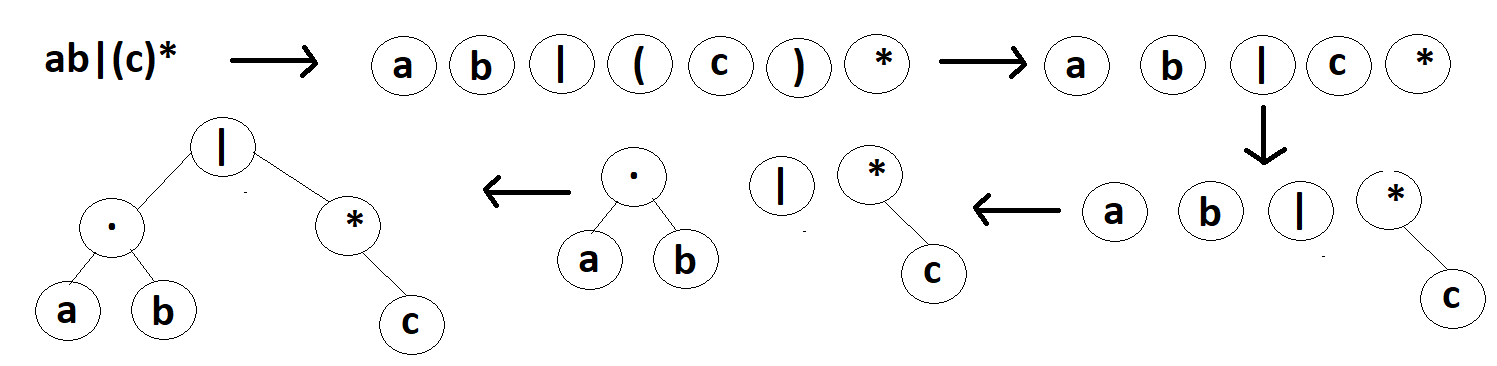 ab|(c)* a b | ( c ) * a b | c *
| . | * a b | *
. * a b c c
a b c